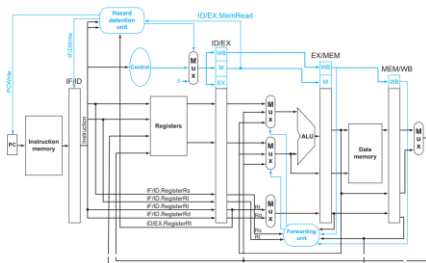 Hazard
detection
unit
ID/EX.MemRead
PCWrite
IF/IDWrite
ID/EX
EX/MEM
MEM/WB
WB
M
EX
Control
0
Mux
WB
M
WB
IF/ID
PC
Instruction
memory
Instruction
Registers
Mux
Mux
ALU
Data
memory
Mux
IF/ID.RegisterRs
IF/ID.RegisterRt
IF/ID.RegisterRt
IF/ID.RegisterRd
ID/EX.RegisterRt
Rt
Rd
Mux
Rs
Rt
Forwarding
unit